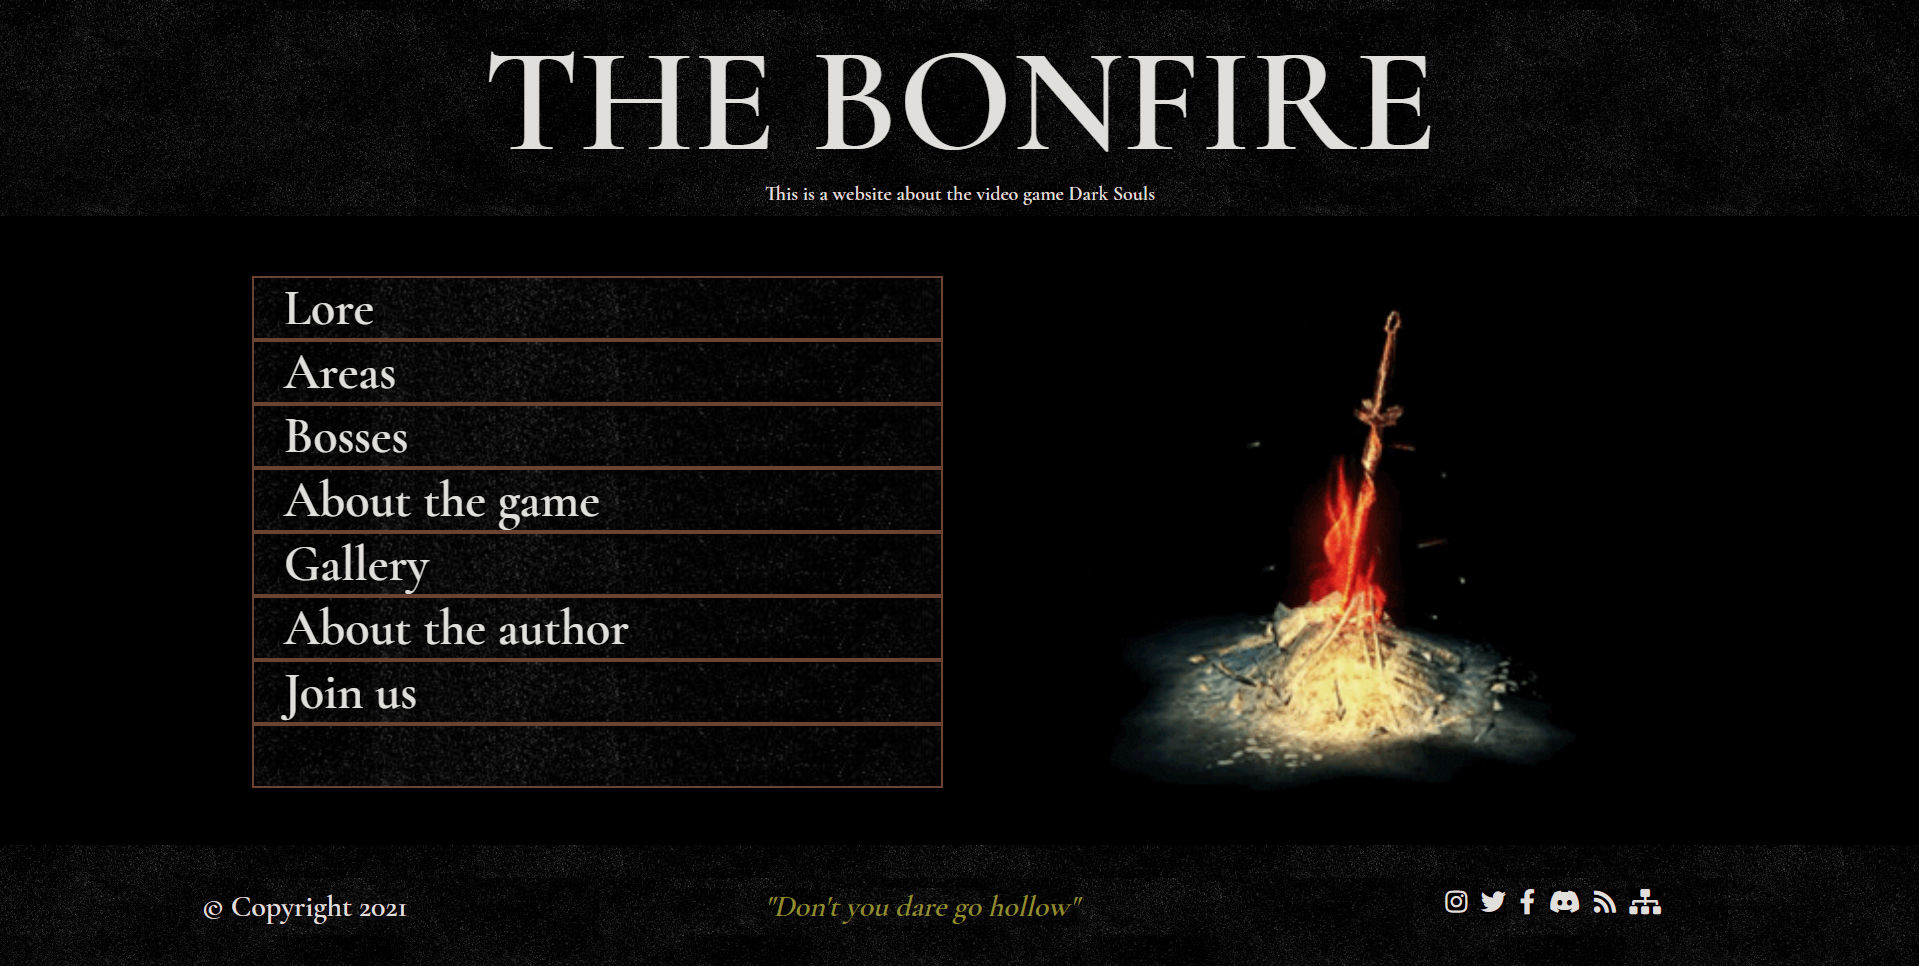 THE BONFIRE
This is a website about the video game Dark Souls
Lore
Areas
Bosses
About the game
Gallery
About the author
Join us
© Copyright 2021
"Don't you dare go hollow"